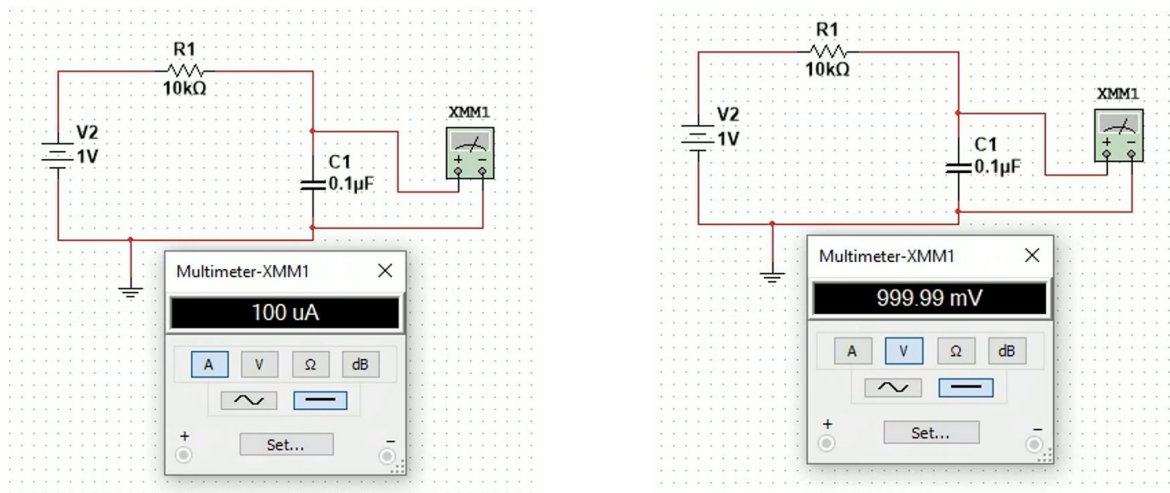 R1
10kΩ
V2
1V
XMM1
+ −
C1
0.1µF
Multimeter-XMM1
100 uA
A V Ω dB
+ −
Set...
R1
10kΩ
V2
1V
XMM1
+ −
C1
0.1µF
Multimeter-XMM1
999.99 mV
A V Ω dB
+ −
Set...